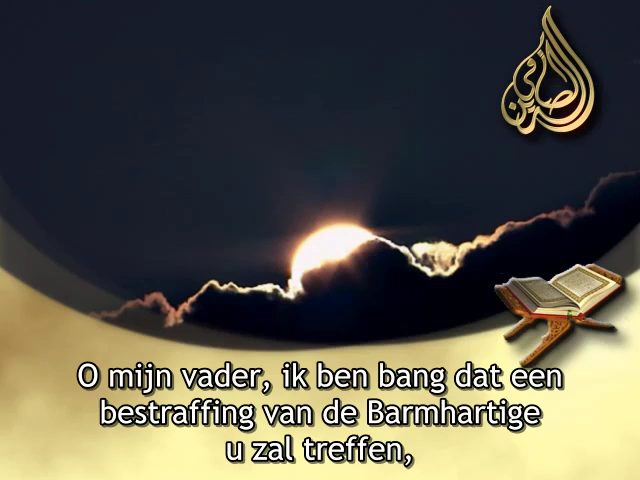 O mijn vader, ik ben bang dat een
bestraffing van de Barmhartige
u zal treffen,